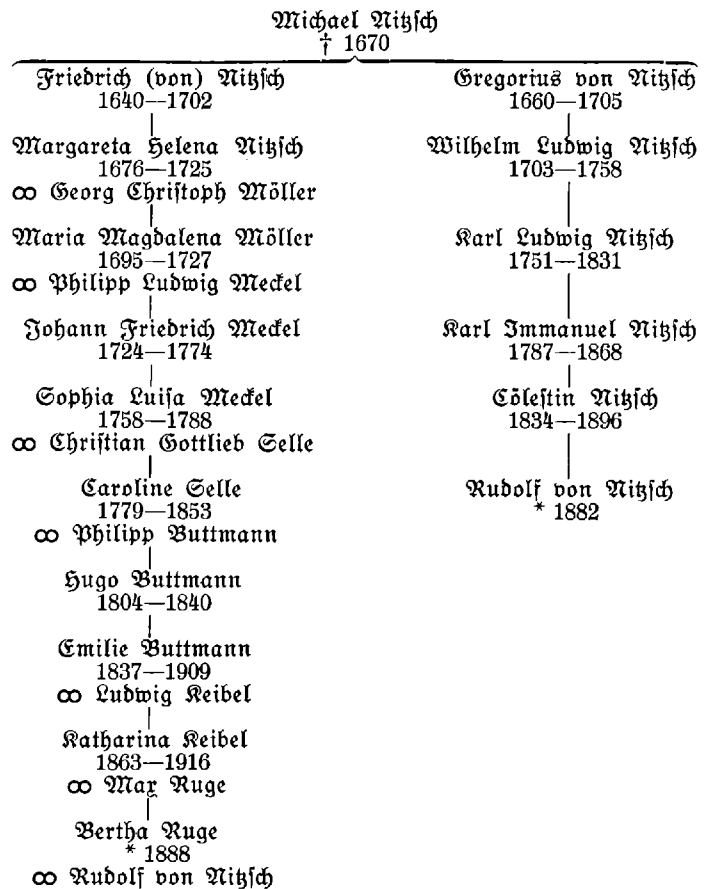 Michael Nitzsch
† 1670
Friedrich (von) Nitzsch
1640—1702
Margareta Helena Nitzsch
1676—1725
∞ Georg Christoph Möller
Maria Magdalena Möller
1695—1727
∞ Philipp Ludwig Meckel
Johann Friedrich Meckel
1724—1774
Sophia Luisa Meckel
1758—1788
∞ Christian Gottlieb Selle
Caroline Selle
1779—1853
∞ Philipp Buttmann
Hugo Buttmann
1804—1840
Emilie Buttmann
1837—1909
∞ Ludwig Keibel
Katharina Keibel
1863—1916
∞ Max Ruge
Bertha Ruge
* 1888
∞ Rudolf von Nitzsch
Gregorius von Nitzsch
1660—1705
Wilhelm Ludwig Nitzsch
1703—1758
Karl Ludwig Nitzsch
1751—1831
Karl Immanuel Nitzsch
1787—1868
Cölestin Nitzsch
1834—1896
Rudolf von Nitzsch
* 1882